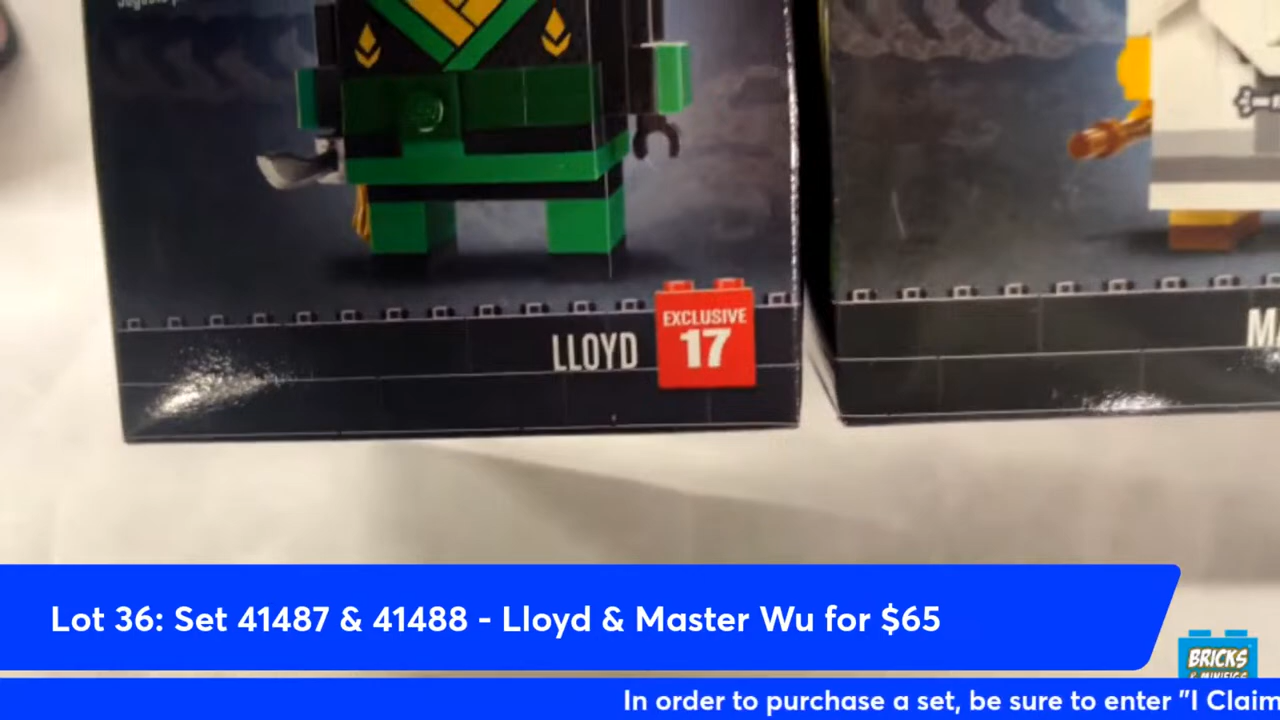 LLOYD
EXCLUSIVE
17
Lot 36: Set 41487 & 41488 - Lloyd & Master Wu for $65
BRICKS
& MINIFIGS
In order to purchase a set, be sure to enter "I Claim